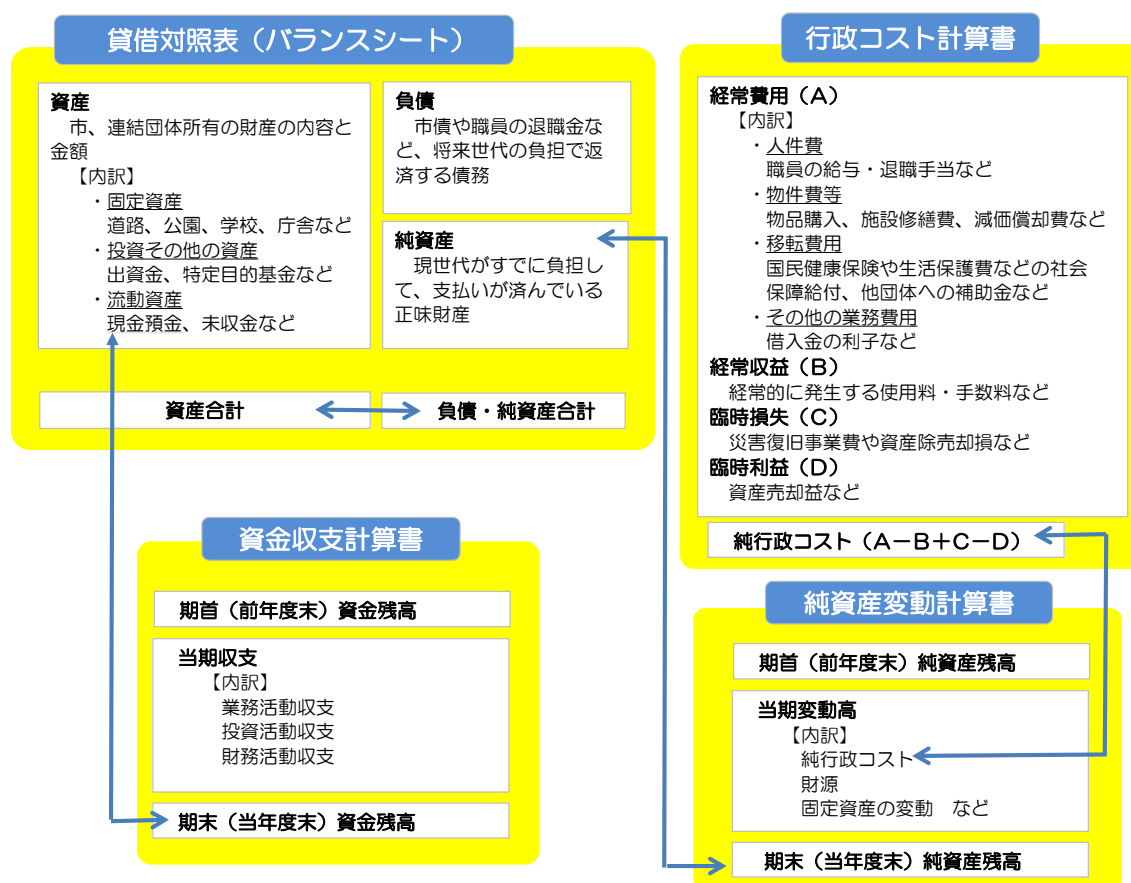 貸借対照表（バランスシート）
資産
市、連結団体所有の財産の内容と
金額
【内訳】
・固定資産
道路、公園、学校、庁舎など
・投資その他の資産
出資金、特定目的基金など
・流動資産
現金預金、未収金など
負債
市債や職員の退職金な
ど、将来世代の負担で返
済する債務
純資産
現世代がすでに負担し
て、支払いが済んでいる
正味財産
資産合計
負債・純資産合計
行政コスト計算書
経常費用（Ａ）
【内訳】
・人件費
職員の給与・退職手当など
・物件費等
物品購入、施設修繕費、減価償却費など
・移転費用
国民健康保険や生活保護費などの社会
保障給付、他団体への補助金など
・その他の業務費用
借入金の利子など
経常収益（Ｂ）
経常的に発生する使用料・手数料など
臨時損失（Ｃ）
災害復旧事業費や資産除売却損など
臨時利益（Ｄ）
資産売却益など
純行政コスト（Ａ－Ｂ＋Ｃ－Ｄ）
資金収支計算書
期首（前年度末）資金残高
当期収支
【内訳】
業務活動収支
投資活動収支
財務活動収支
期末（当年度末）資金残高
純資産変動計算書
期首（前年度末）純資産残高
当期変動高
【内訳】
純行政コスト
財源
固定資産の変動　など
期末（当年度末）純資産残高